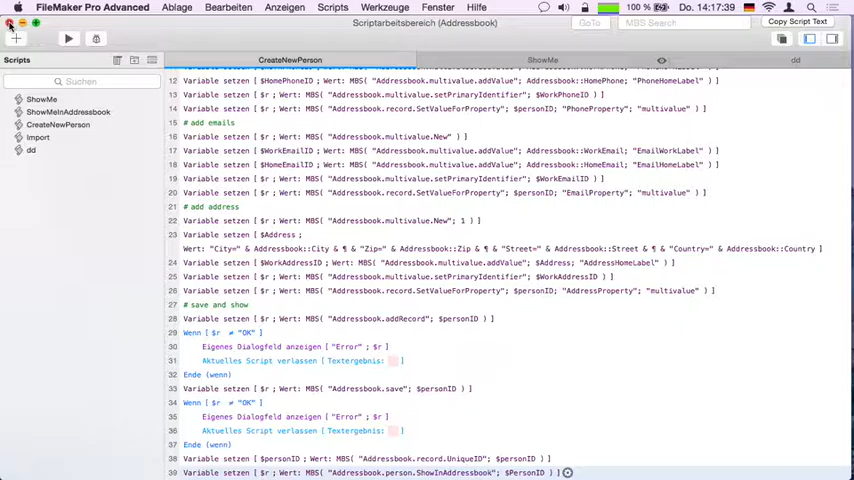 FileMaker Pro Advanced Ablage Bearbeiten Anzeigen Scripts Werkzeuge Fenster Hilfe 100 % Di. 14:17:39
Scriptarbeitsbereich (Addressbook) GoTo MBS Search Copy Script Text
Scripts CreateNewPerson ShowMe dd
Suchen
ShowMe
ShowMeInAddressbook
CreateNewPerson
Import
dd
12 Variable setzen [ $HomePhoneID ; Wert: MBS( "Addressbook.multivalue.addValue"; Addressbook::HomePhone; "PhoneHomeLabel" ) ]
13 Variable setzen [ $r ; Wert: MBS( "Addressbook.multivalue.setPrimaryIdentifier"; $WorkPhoneID ) ]
14 Variable setzen [ $r ; Wert: MBS( "Addressbook.record.SetValueForProperty"; $personID ; "PhoneProperty"; "multivalue" ) ]
15 # add emails
16 Variable setzen [ $r ; Wert: MBS( "Addressbook.multivalue.New" ) ]
17 Variable setzen [ $WorkEmailID ; Wert: MBS( "Addressbook.multivalue.addValue"; Addressbook::WorkEmail; "EmailWorkLabel" ) ]
18 Variable setzen [ $HomeEmailID ; Wert: MBS( "Addressbook.multivalue.addValue"; Addressbook::HomeEmail; "EmailHomeLabel" ) ]
19 Variable setzen [ $r ; Wert: MBS( "Addressbook.multivalue.setPrimaryIdentifier"; $WorkEmailID ) ]
20 Variable setzen [ $r ; Wert: MBS( "Addressbook.record.SetValueForProperty"; $personID; "EmailProperty"; "multivalue" ) ]
21 # add address
22 Variable setzen [ $r ; Wert: MBS( "Addressbook.multivalue.New"; 1 ) ]
23 Variable setzen [ $Address ;
Wert: "City=" & Addressbook::City & ¶ & "Zip=" & Addressbook::Zip & ¶ & "Street=" & Addressbook::Street & ¶ & "Country=" & Addressbook::Country ]
24 Variable setzen [ $WorkAddressID ; Wert: MBS( "Addressbook.multivalue.addValue"; $Address; "AddressHomeLabel" ) ]
25 Variable setzen [ $r ; Wert: MBS( "Addressbook.multivalue.setPrimaryIdentifier"; $WorkAddressID ) ]
26 Variable setzen [ $r ; Wert: MBS( "Addressbook.record.SetValueForProperty"; $personID; "AddressProperty"; "multivalue" ) ]
27 # save and show
28 Variable setzen [ $r ; Wert: MBS( "Addressbook.addRecord"; $personID ) ]
29 Wenn [ $r ≠ "OK" ]
30 Eigenes Dialogfeld anzeigen [ "Error" ; $r ]
31 Aktuelles Script verlassen [ Textergebnis: ]
32 Ende (wenn)
33 Variable setzen [ $r ; Wert: MBS( "Addressbook.save"; $personID ) ]
34 Wenn [ $r ≠ "OK" ]
35 Eigenes Dialogfeld anzeigen [ "Error" ; $r ]
36 Aktuelles Script verlassen [ Textergebnis: ]
37 Ende (wenn)
38 Variable setzen [ $personID ; Wert: MBS( "Addressbook.record.UniqueID"; $personID ) ]
39 Variable setzen [ $r ; Wert: MBS( "Addressbook.person.ShowInAddressbook"; $PersonID ) ]